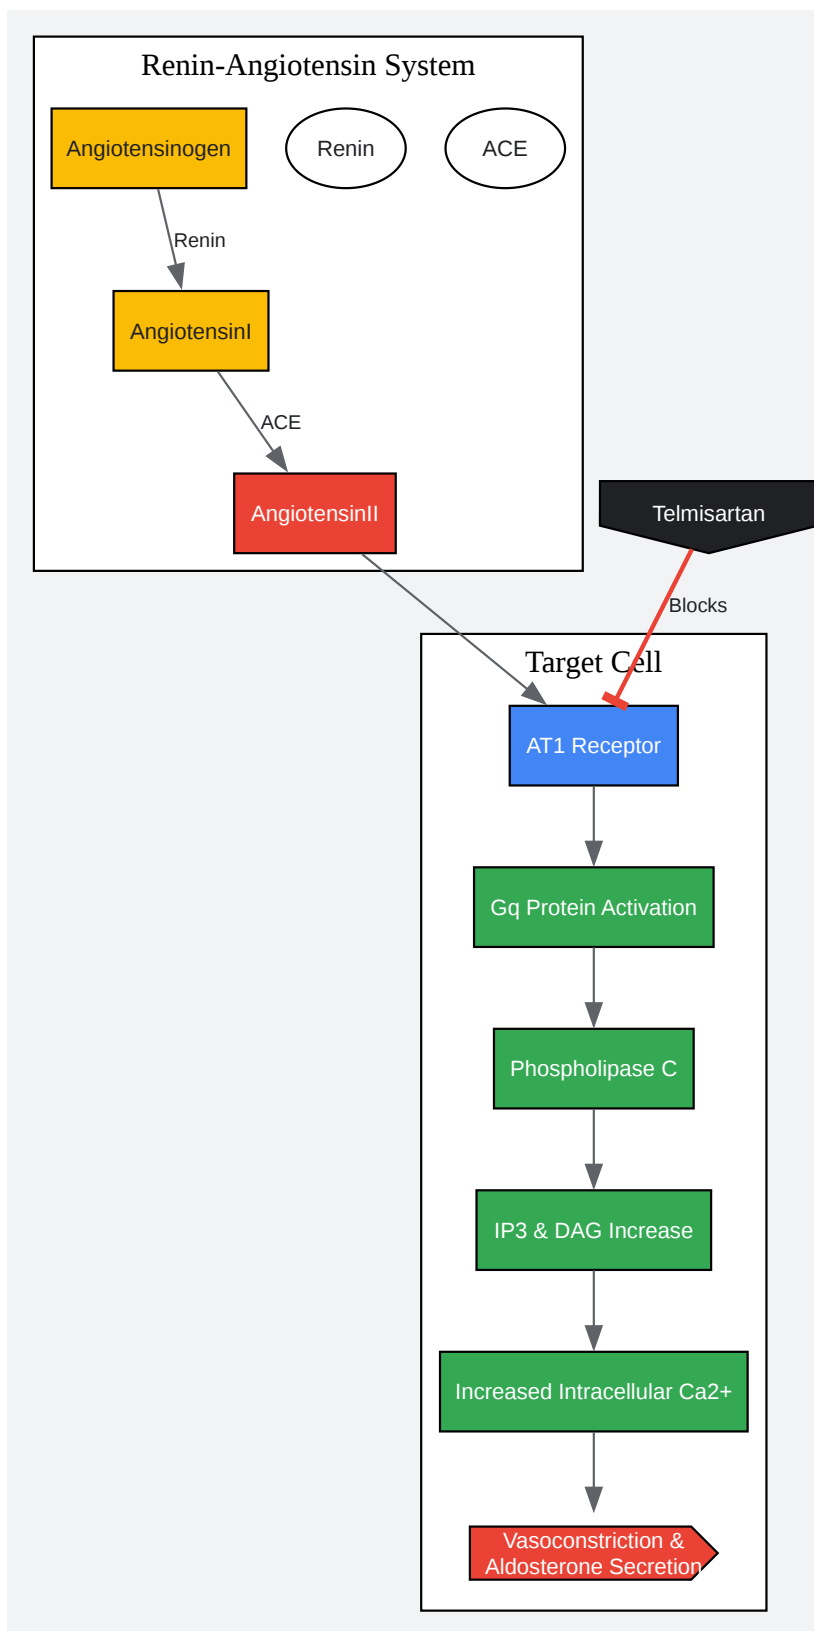 Renin-Angiotensin System
Angiotensinogen
Renin
ACE
Renin
AngiotensinI
ACE
AngiotensinII
Telmisartan
Blocks
Target Cell
AT1 Receptor
Gq Protein Activation
Phospholipase C
IP3 & DAG Increase
Increased Intracellular Ca2+
Vasoconstriction &
Aldosterone Secretion